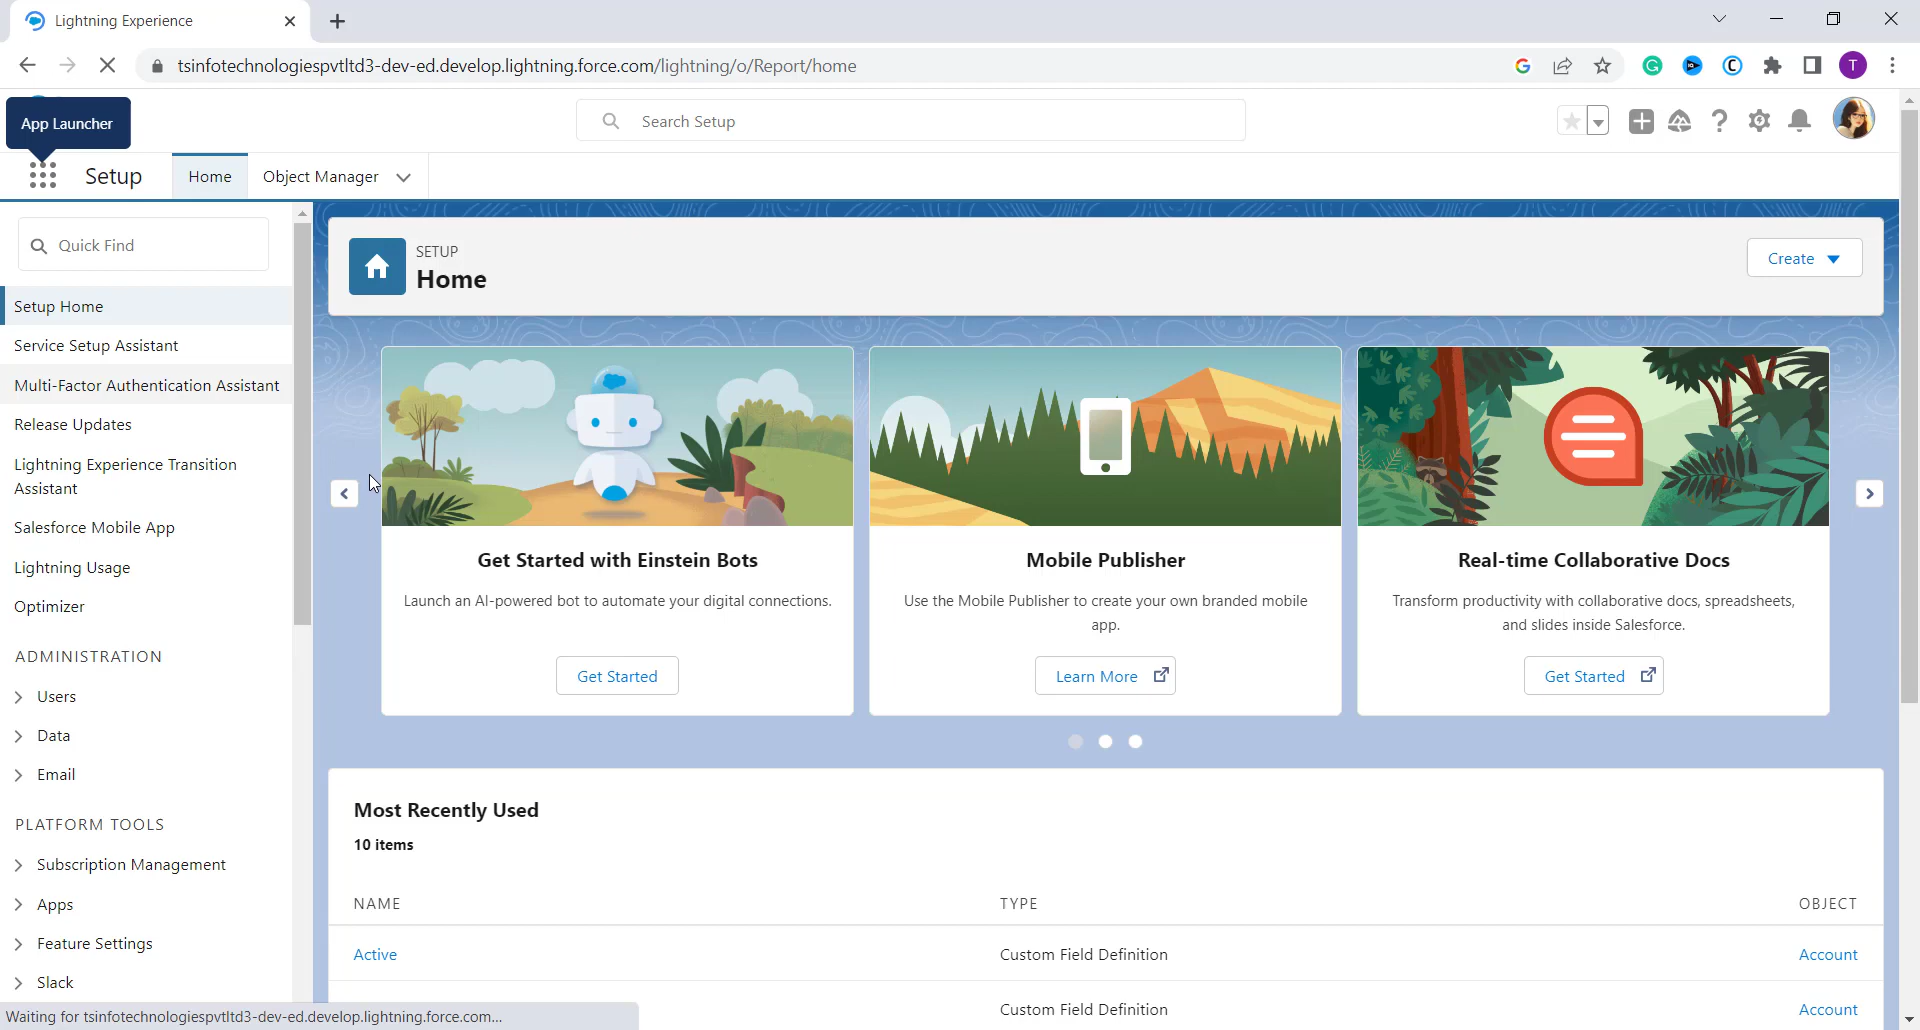 Lightning Experience
tsinfotechnologiespvtltd3-dev-ed.develop.lightning.force.com/lightning/o/Report/home
T
App Launcher
Search Setup
Setup
Home
Object Manager
Quick Find
Setup Home
Service Setup Assistant
Multi-Factor Authentication Assistant
Release Updates
Lightning Experience Transition
Assistant
Salesforce Mobile App
Lightning Usage
Optimizer
ADMINISTRATION
Users
Data
Email
PLATFORM TOOLS
Subscription Management
Apps
Feature Settings
Slack
SETUP
Home
Create
Get Started with Einstein Bots
Launch an AI-powered bot to automate your digital connections.
Get Started
Mobile Publisher
Use the Mobile Publisher to create your own branded mobile
app.
Learn More
Real-time Collaborative Docs
Transform productivity with collaborative docs, spreadsheets,
and slides inside Salesforce.
Get Started
Most Recently Used
10 items
NAME TYPE OBJECT
Active Custom Field Definition Account
Custom Field Definition Account
Waiting for tsinfotechnologiespvtltd3-dev-ed.develop.lightning.force.com...